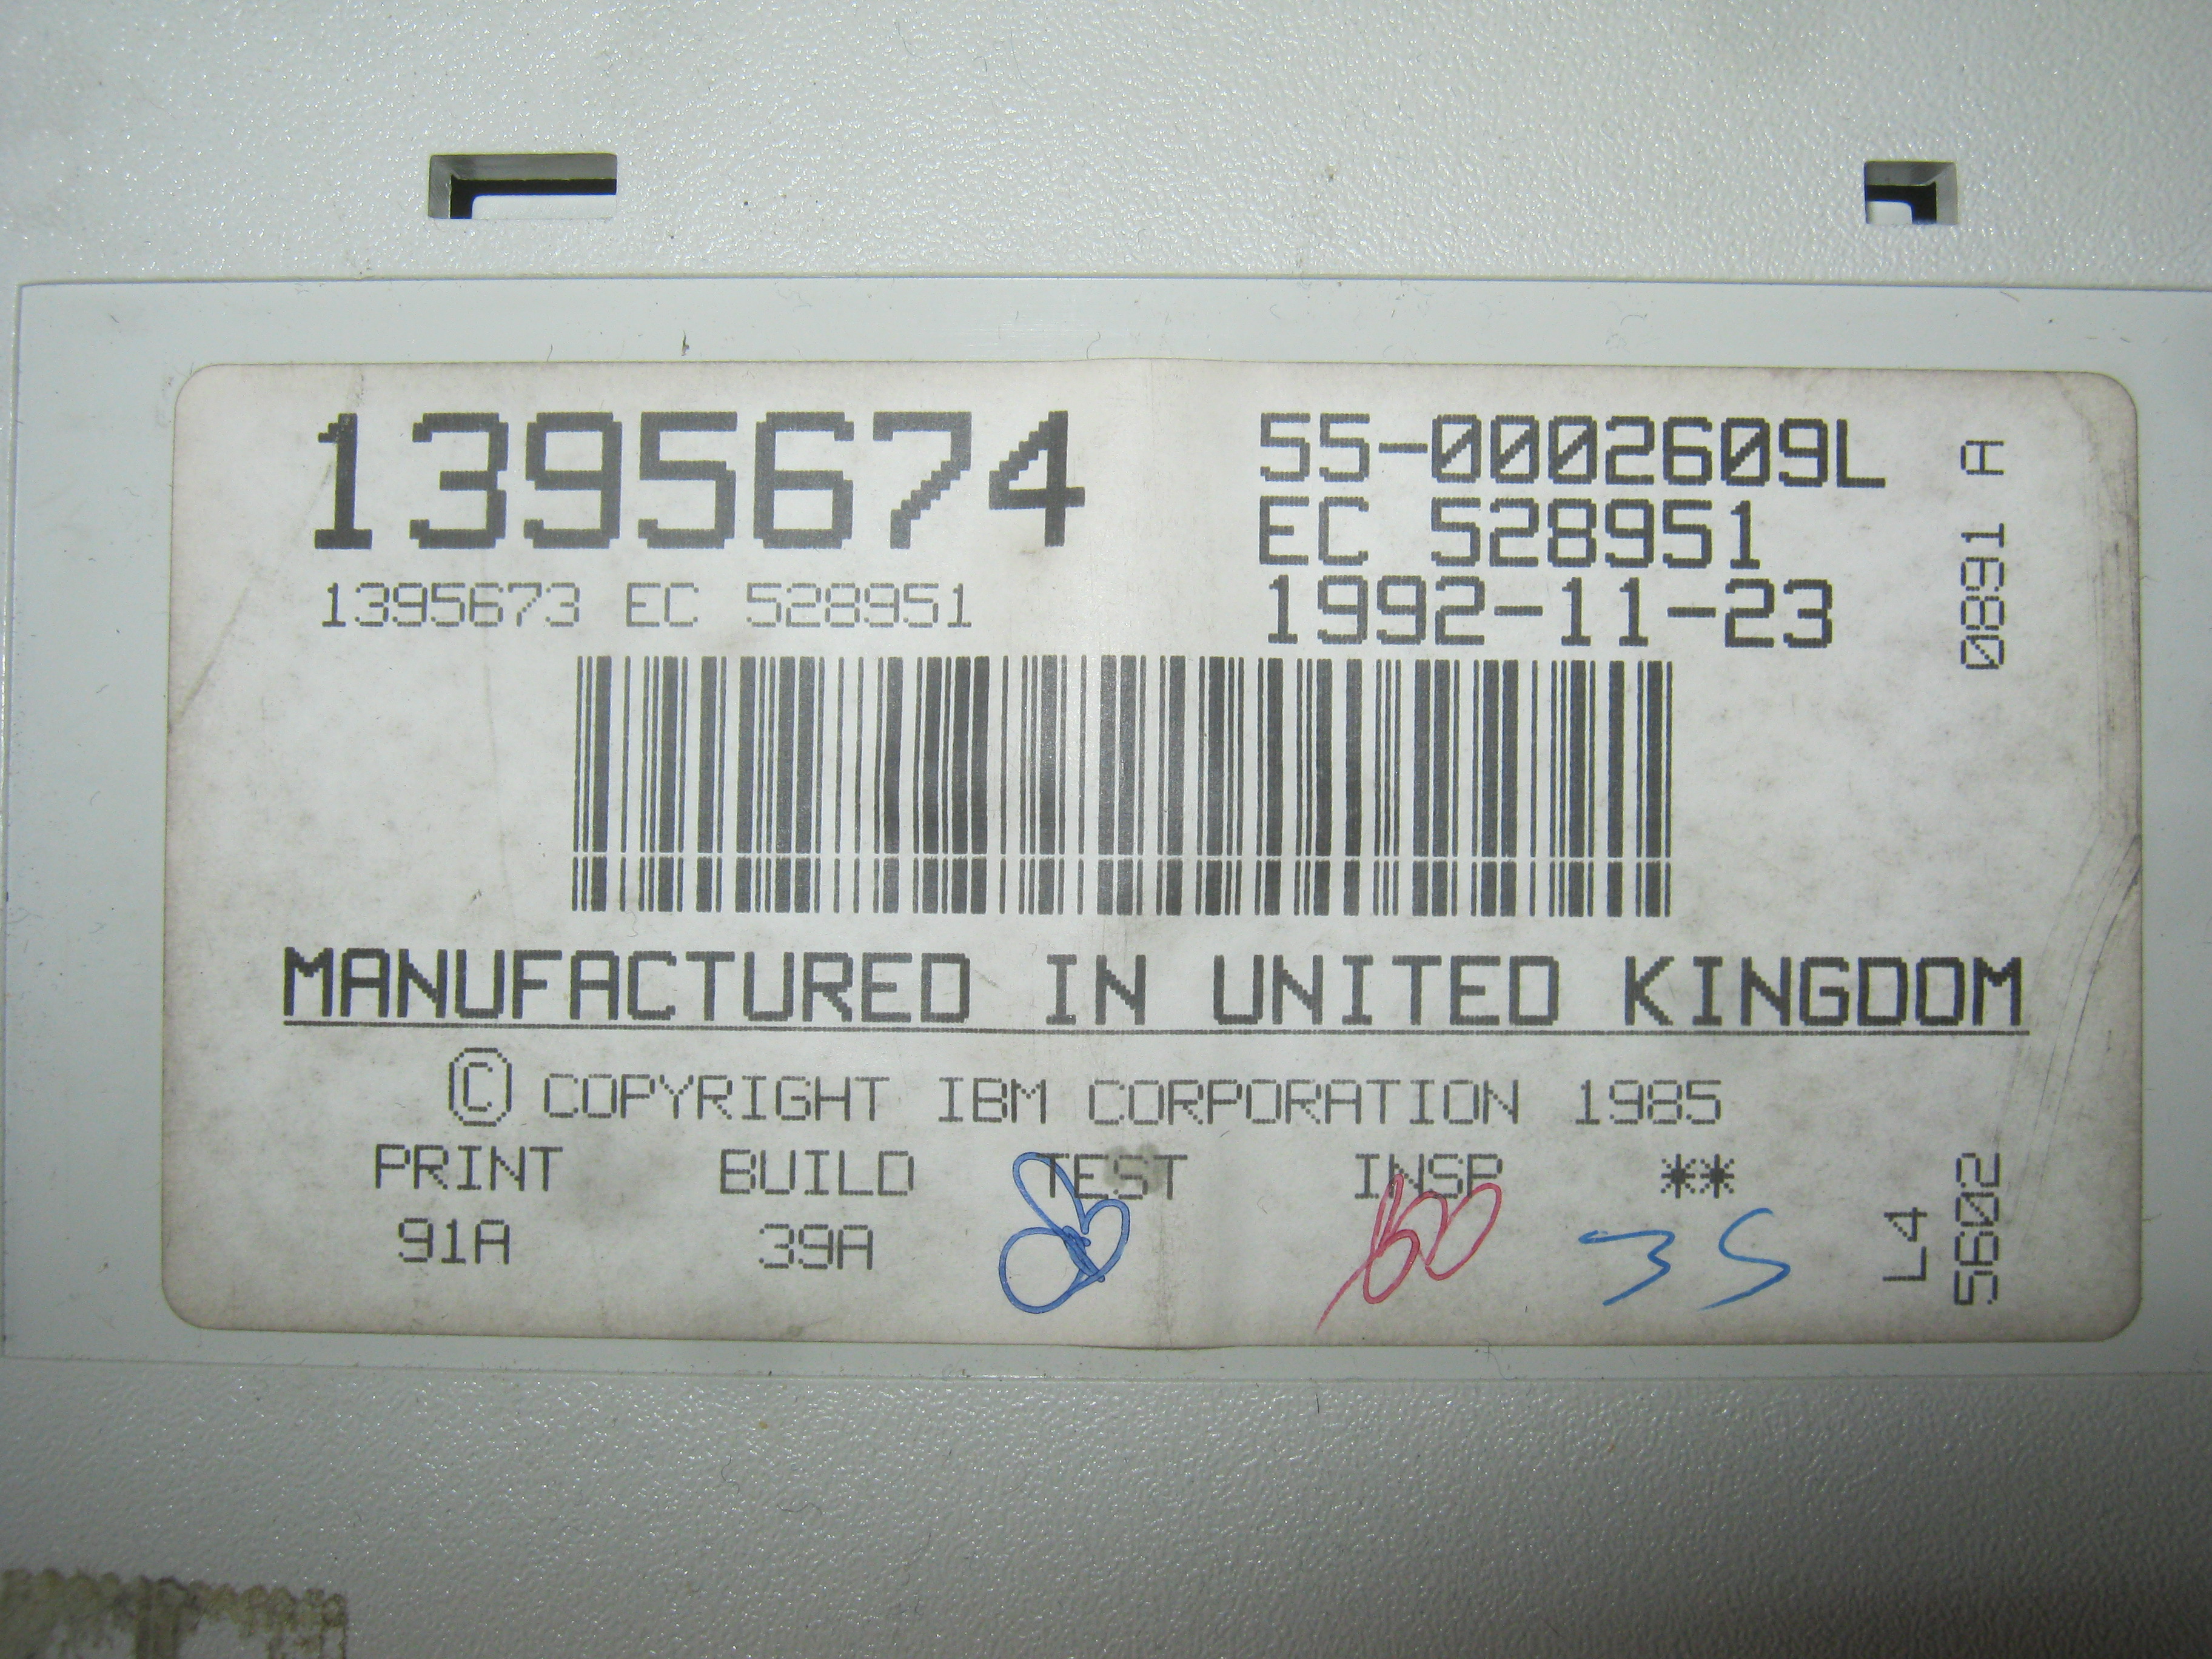 1395674
55-0002609L
EC 528951
1395673 EC 528951
1992-11-23
0891 A
MANUFACTURED IN UNITED KINGDOM
© COPYRIGHT IBM CORPORATION 1985
PRINT BUILD TEST INSP **
91A 39A 35
L4
5602